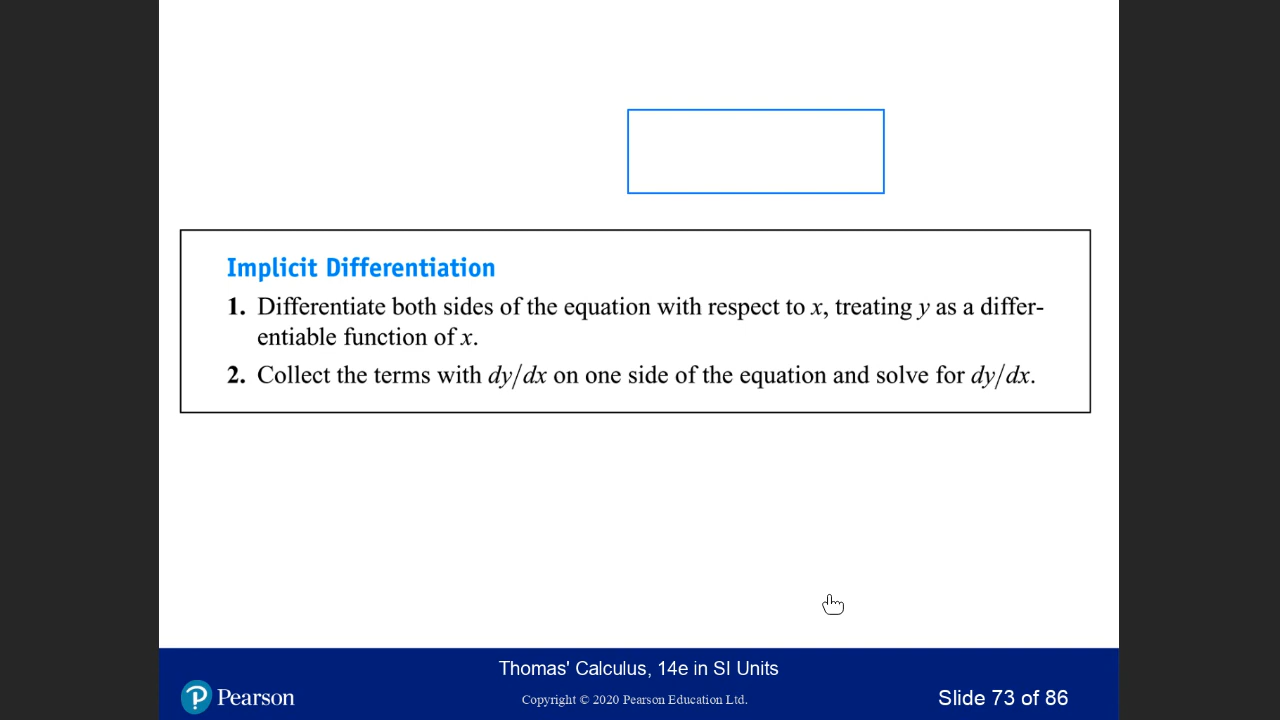 Implicit Differentiation
1. Differentiate both sides of the equation with respect to x, treating y as a differ-
entiable function of x.
2. Collect the terms with dy/dx on one side of the equation and solve for dy/dx.
Thomas' Calculus, 14e in SI Units
P Pearson
Copyright © 2020 Pearson Education Ltd.
Slide 73 of 86